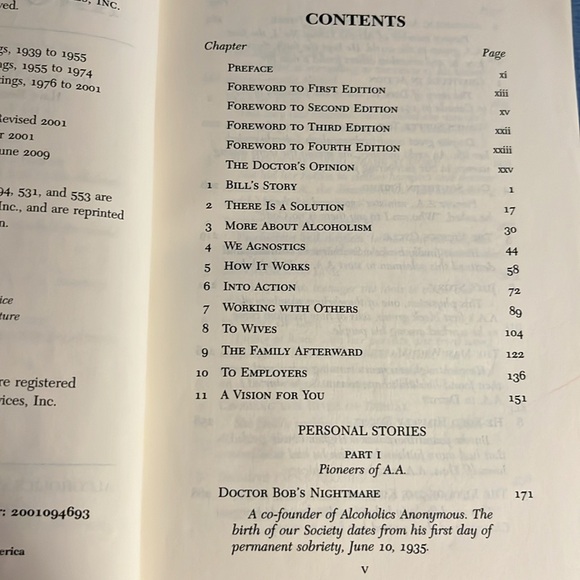 ved.
, INC.
gs, 1939 to 1955
ngs, 1955 to 1974
tings, 1976 to 2001
Revised 2001
r 2001
une 2009
94, 531, and 553 are
Inc., and are reprinted
n.
ice
ture
re registered
vices, Inc.
r: 2001094693
erica
CONTENTS
Chapter Page
PREFACE xi
FOREWORD TO FIRST EDITION xiii
FOREWORD TO SECOND EDITION xv
FOREWORD TO THIRD EDITION xxii
FOREWORD TO FOURTH EDITION xxiii
THE DOCTOR'S OPINION xxv
1 BILL'S STORY 1
2 THERE IS A SOLUTION 17
3 MORE ABOUT ALCOHOLISM 30
4 WE AGNOSTICS 44
5 HOW IT WORKS 58
6 INTO ACTION 72
7 WORKING WITH OTHERS 89
8 TO WIVES 104
9 THE FAMILY AFTERWARD 122
10 TO EMPLOYERS 136
11 A VISION FOR YOU 151
PERSONAL STORIES
PART I
Pioneers of A.A.
DOCTOR BOB'S NIGHTMARE 171
A co-founder of Alcoholics Anonymous. The
birth of our Society dates from his first day of
permanent sobriety, June 10, 1935.
v